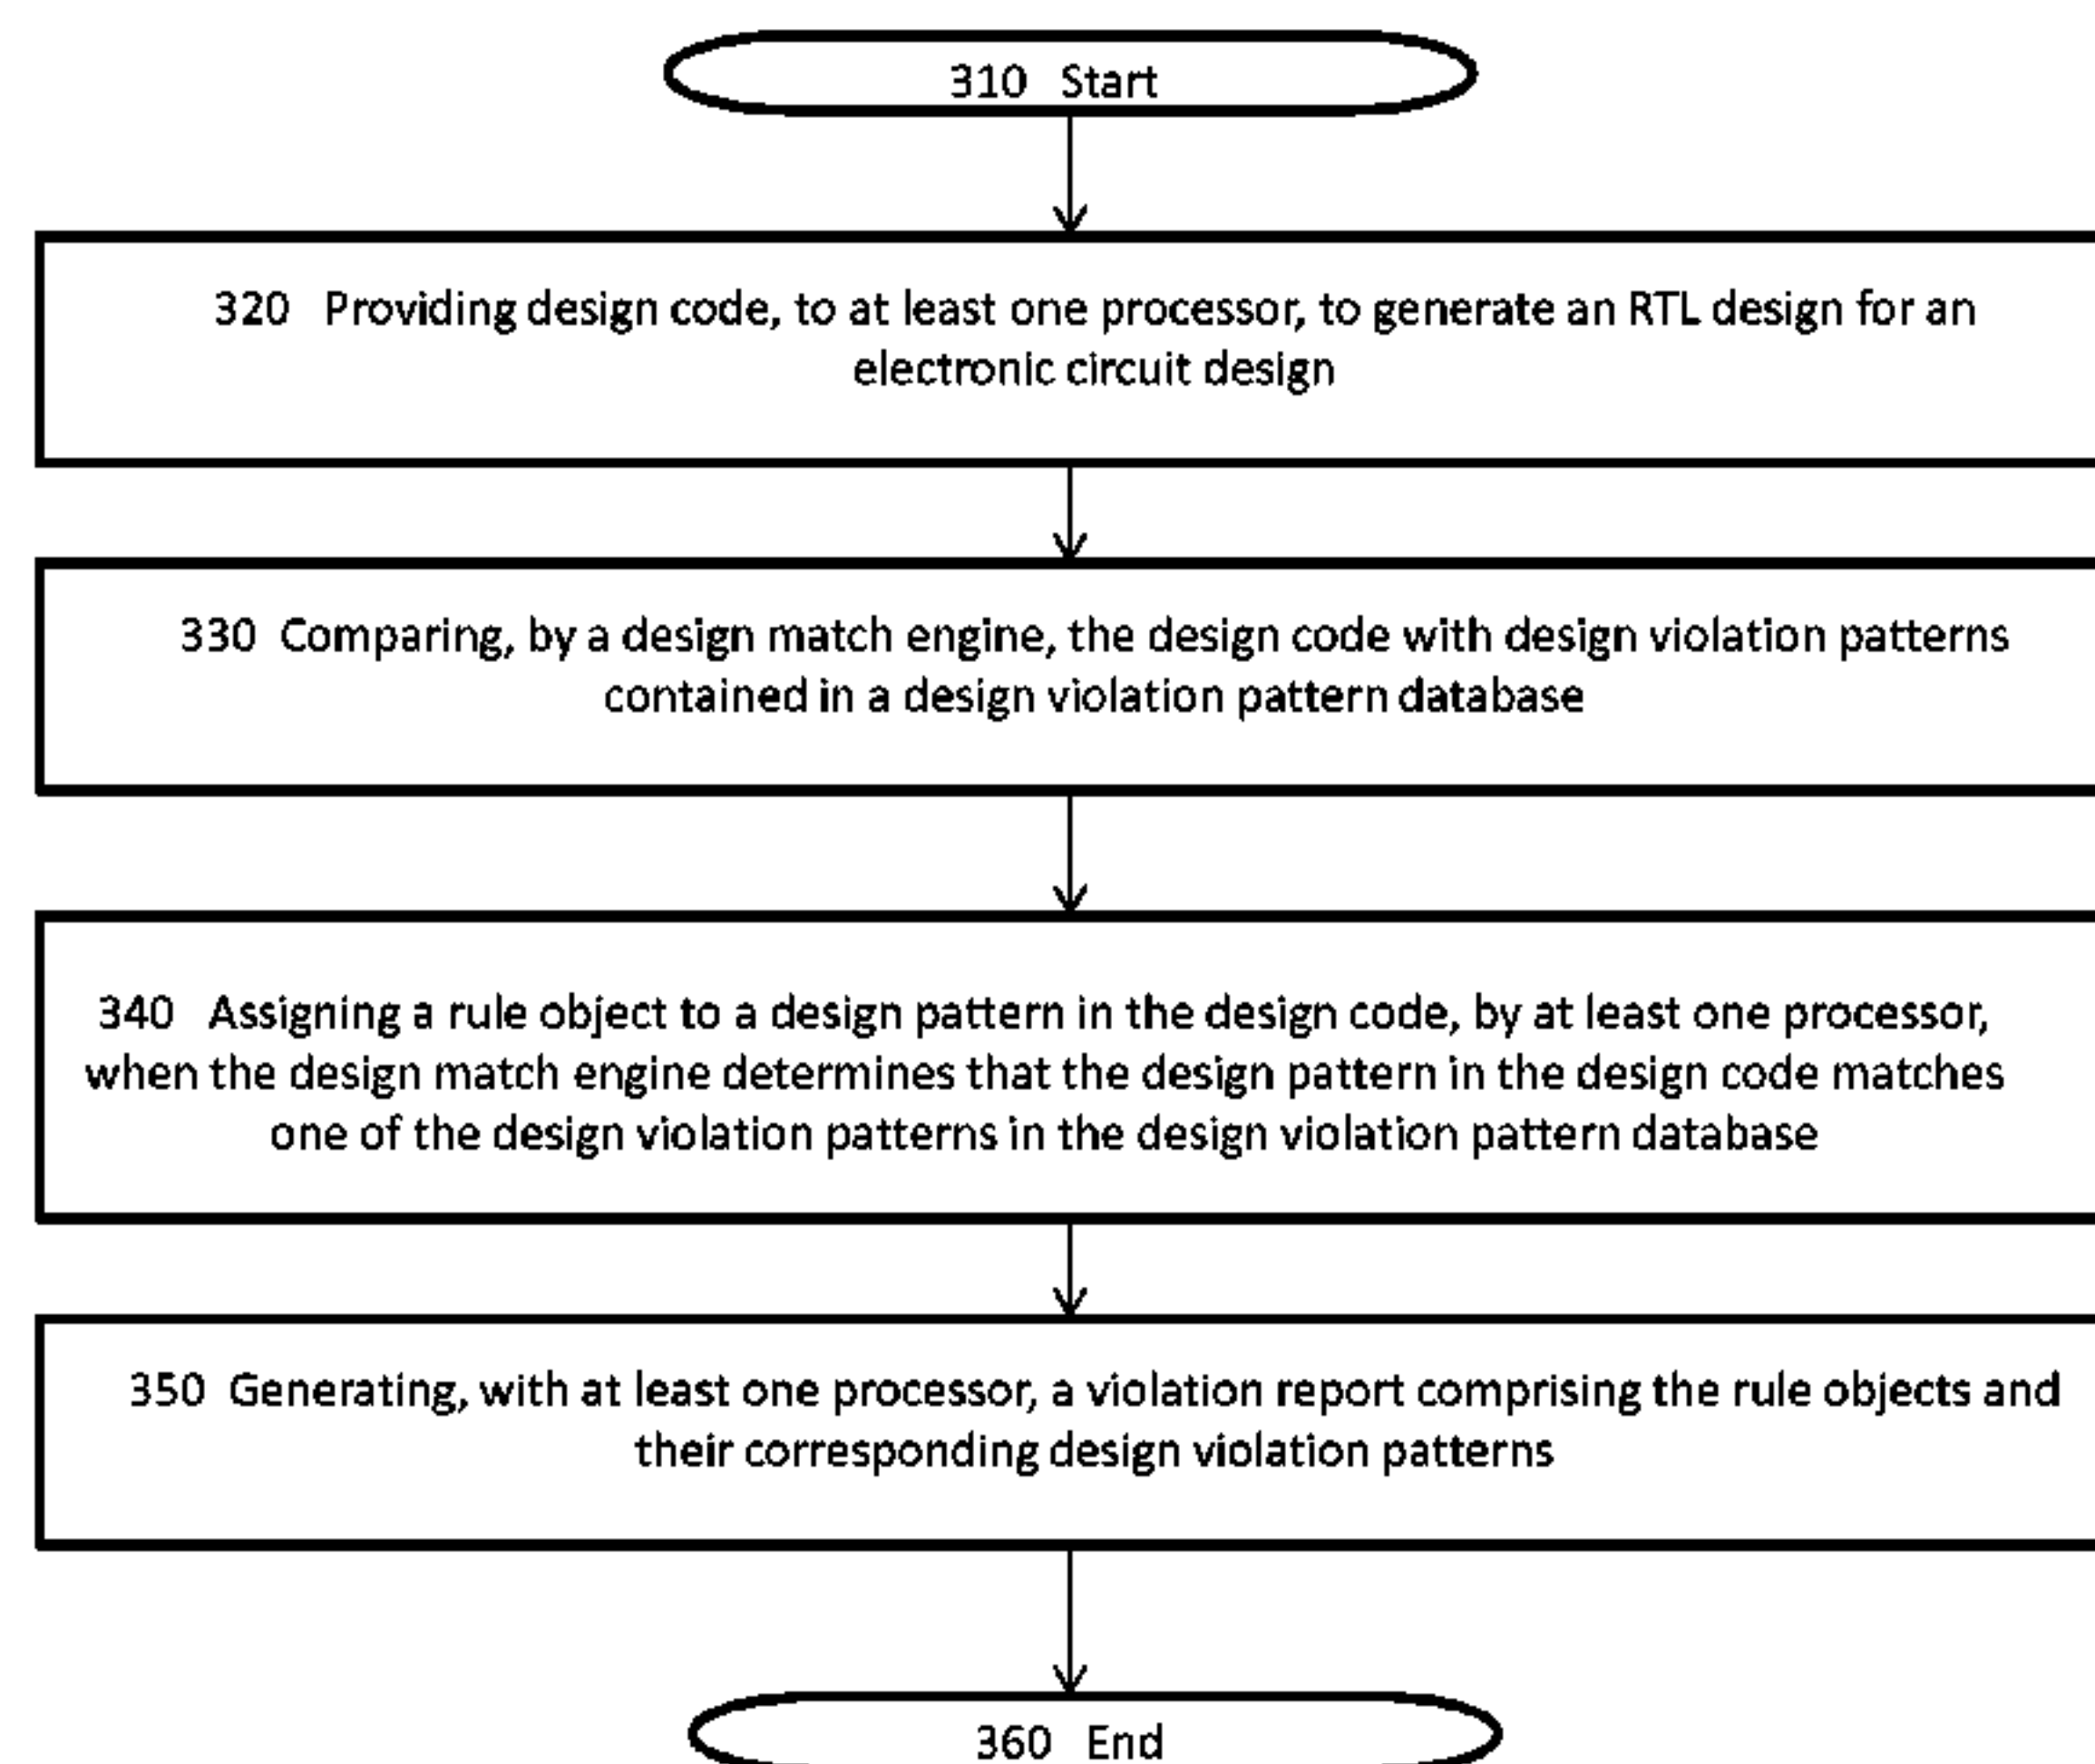 310 Start
320 Providing design code, to at least one processor, to generate an RTL design for an
electronic circuit design
330 Comparing, by a design match engine, the design code with design violation patterns
contained in a design violation pattern database
340 Assigning a rule object to a design pattern in the design code, by at least one processor,
when the design match engine determines that the design pattern in the design code matches
one of the design violation patterns in the design violation pattern database
350 Generating, with at least one processor, a violation report comprising the rule objects and
their corresponding design violation patterns
360 End